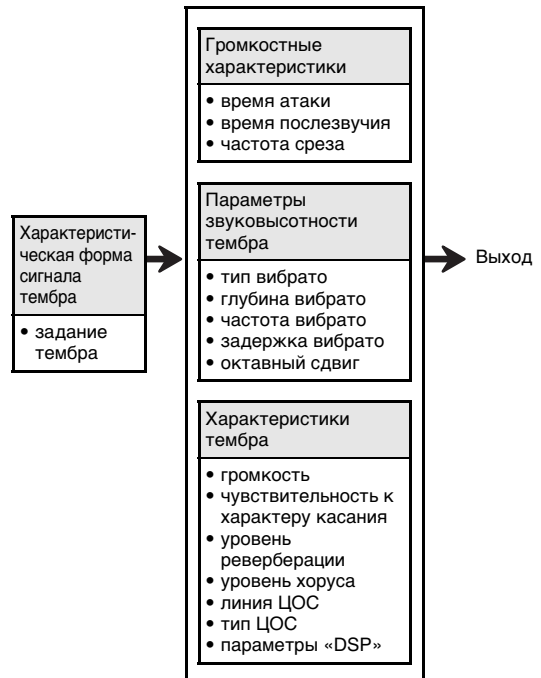 Характеристи-
ческая форма
сигнала
тембра
• задание
тембра
Громкостные
характеристики
• время атаки
• время послезвучия
• частота среза
Параметры
звуковысотности
тембра
• тип вибрато
• глубина вибрато
• частота вибрато
• задержка вибрато
• октавный сдвиг
Характеристики
тембра
• громкость
• чувствительность к
характеру касания
• уровень
реверберации
• уровень хоруса
• линия ЦОС
• тип ЦОС
• параметры «DSP»
Выход